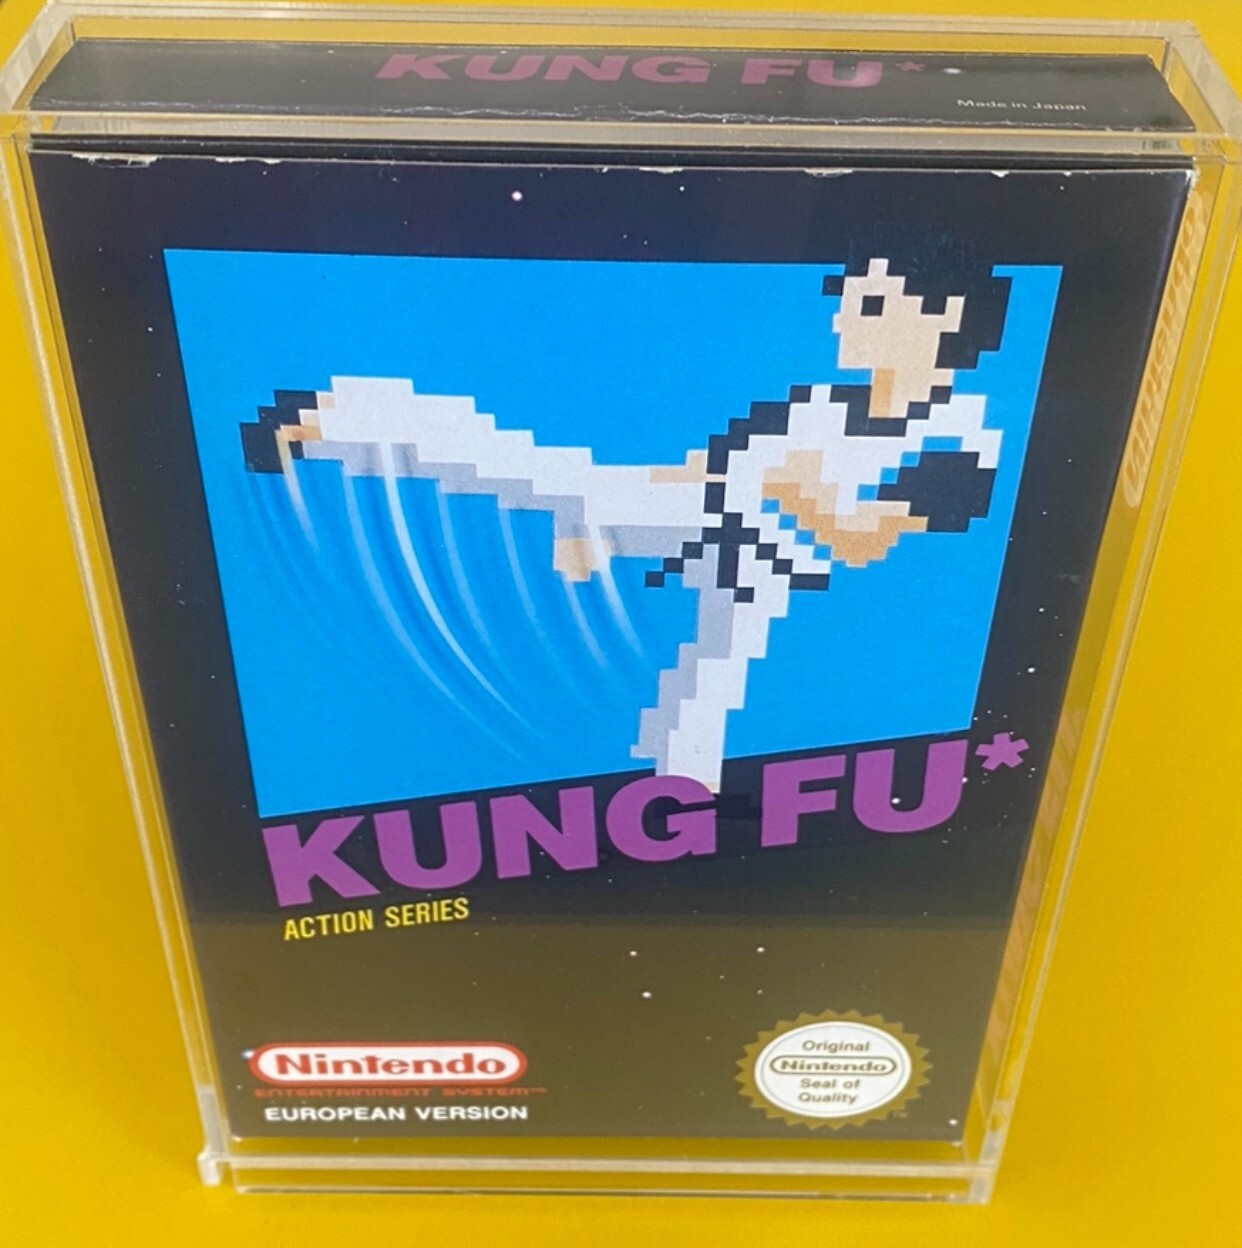 KUNG FU*
Made in Japan
KUNG FU*
ACTION SERIES
Nintendo
ENTERTAINMENT SYSTEM™
EUROPEAN VERSION
Original
Nintendo
Seal of
Quality